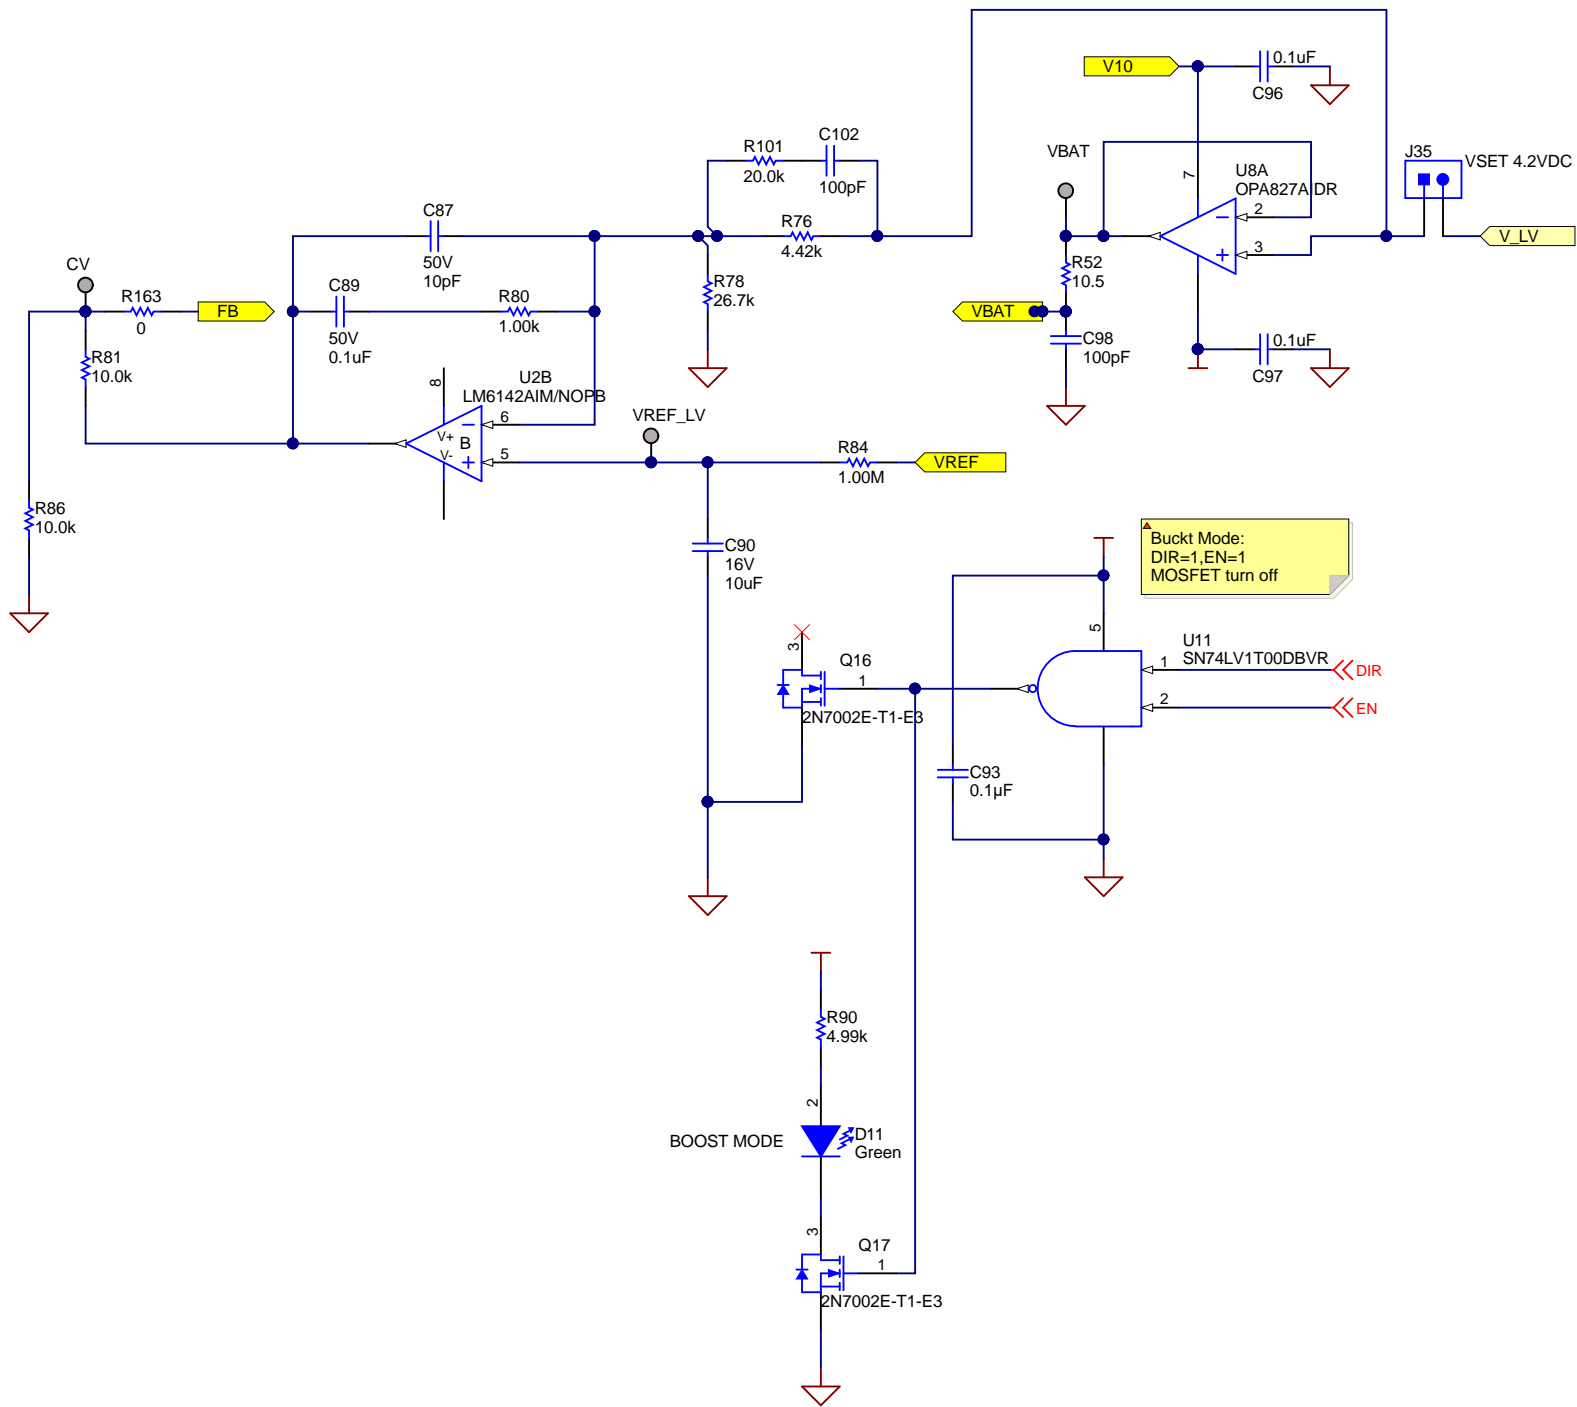 V10
0.1uF
C96
J35
VSET 4.2VDC
V_LV
VBAT
7
U8A
OPA827AIDR
2
3
R52
10.5
VBAT
C98
100pF
0.1uF
C97
R101
20.0k
C102
100pF
R76
4.42k
R78
26.7k
C87
50V
10pF
C89
50V
0.1uF
R80
1.00k
CV
R163
0
FB
R81
10.0k
R86
10.0k
8
U2B
LM6142AIM/NOPB
V+
V-
B
6
5
VREF_LV
R84
1.00M
VREF
C90
16V
10uF
Buckt Mode:
DIR=1,EN=1
MOSFET turn off
5
U11
SN74LV1T00DBVR
1
DIR
2
EN
3
Q16
1
2N7002E-T1-E3
C93
0.1µF
R90
4.99k
2
BOOST MODE
D11
Green
3
Q17
1
2N7002E-T1-E3